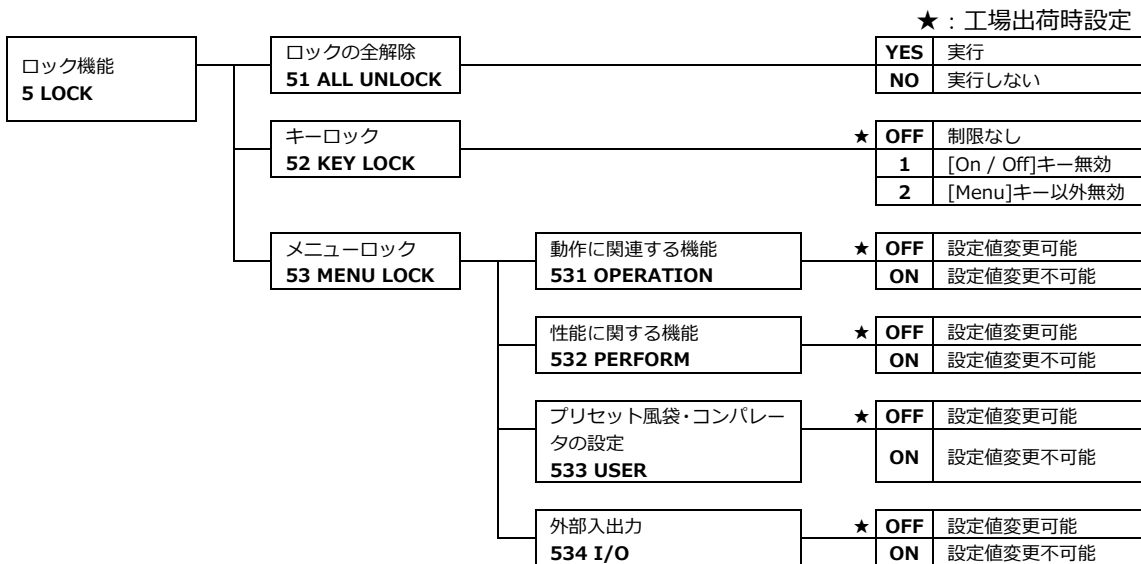 ★：工場出荷時設定
ロック機能
5 LOCK
ロックの全解除
51 ALL UNLOCK
YES 実行
NO 実行しない
キーロック
52 KEY LOCK
★ OFF 制限なし
1 [On / Off]キー無効
2 [Menu]キー以外無効
メニューロック
53 MENU LOCK
動作に関連する機能
531 OPERATION
★ OFF 設定値変更可能
ON 設定値変更不可能
性能に関する機能
532 PERFORM
★ OFF 設定値変更可能
ON 設定値変更不可能
プリセット風袋・コンパレー
タの設定
533 USER
★ OFF 設定値変更可能
ON 設定値変更不可能
外部入出力
534 I/O
★ OFF 設定値変更可能
ON 設定値変更不可能